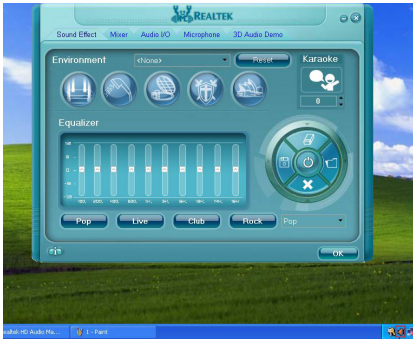 REALTEK
Sound Effect Mixer Audio I/O Microphone 3D Audio Demo
Environment <None> Reset Karaoke
0
Equalizer
Pop Live Club Rock Pop
OK
ealtek HD Audio Ma... 1 - Paint